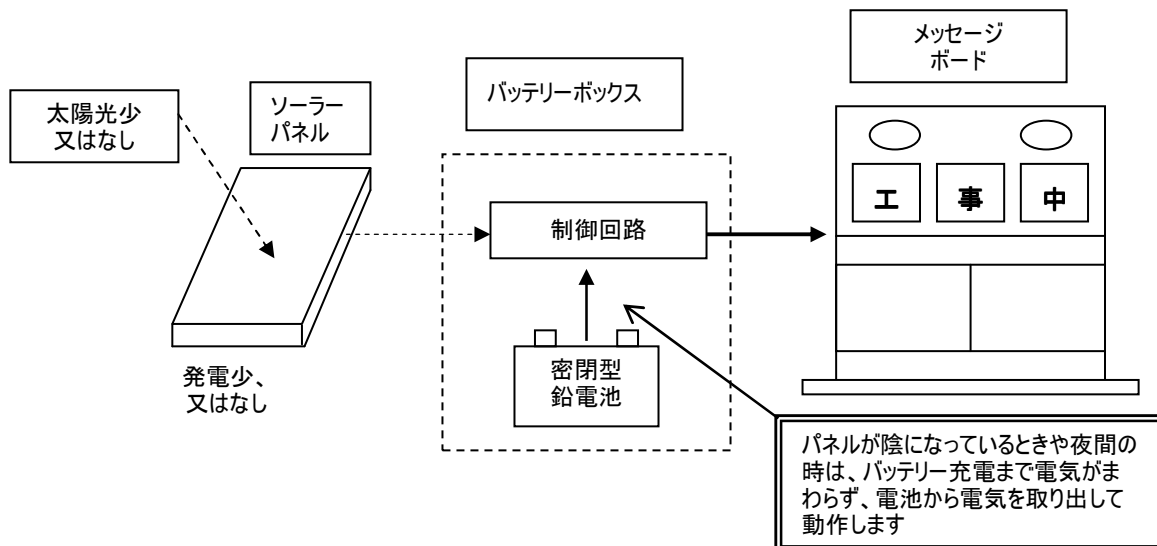 メッセージ
ボード
バッテリーボックス
ソーラー
パネル
太陽光少
又はなし
工 事 中
制御回路
密閉型
鉛電池
発電少、
又はなし
パネルが陰になっているときや夜間の
時は、バッテリー充電まで電気がま
わらず、電池から電気を取り出して
動作します